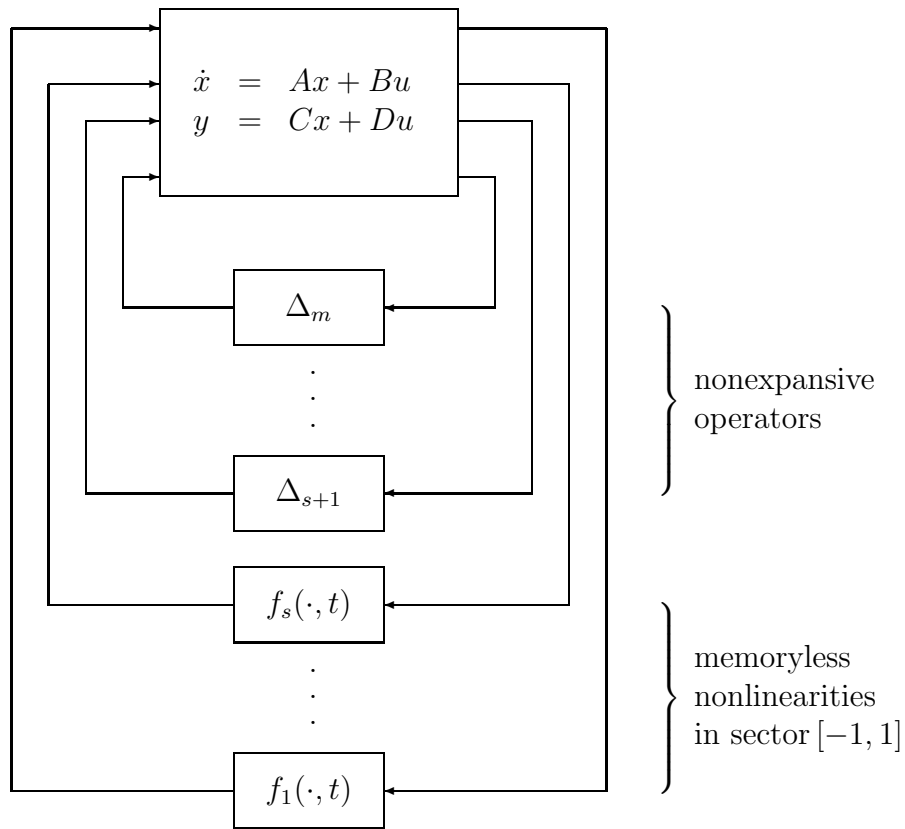 ẋ = Ax + Bu
y = Cx + Du
Δ_m
.
.
.
nonexpansive
operators
Δ_{s+1}
f_s(·, t)
.
.
.
memoryless
nonlinearities
in sector [−1, 1]
f_1(·, t)